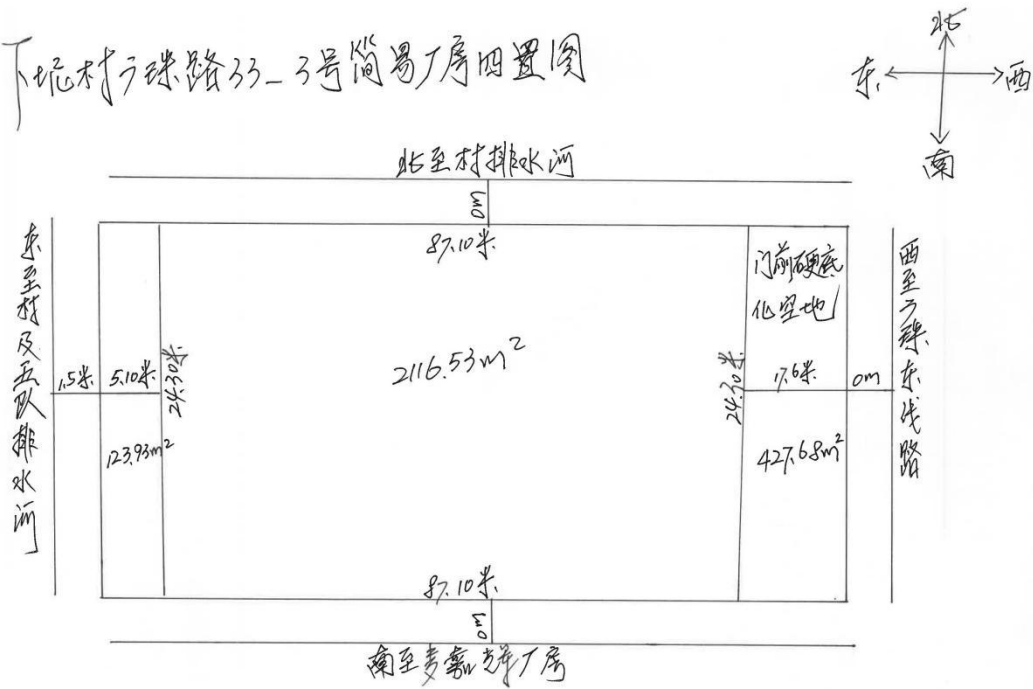 下坭村广珠路33-3号简易厂房四置图
北
东
西
南
北至村排水河
0m
87.10米
东至村及五队排水河
1.5米
5.10米
24.30米
123.93m²
2116.53m²
24.30米
门前硬底
化空地
17.6米
427.68m²
0m
西至广珠东线路
87.10米
0m
南至麦嘉辉厂房